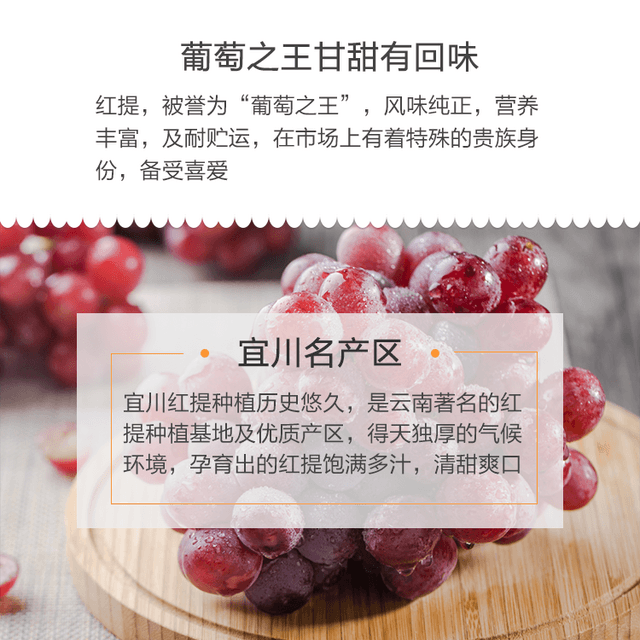 葡萄之王甘甜有回味
红提，被誉为“葡萄之王”，风味纯正，营养
丰富，及耐贮运，在市场上有着特殊的贵族身
份，备受喜爱
宜川名产区
宜川红提种植历史悠久，是云南著名的红
提种植基地及优质产区，得天独厚的气候
环境，孕育出的红提饱满多汁，清甜爽口